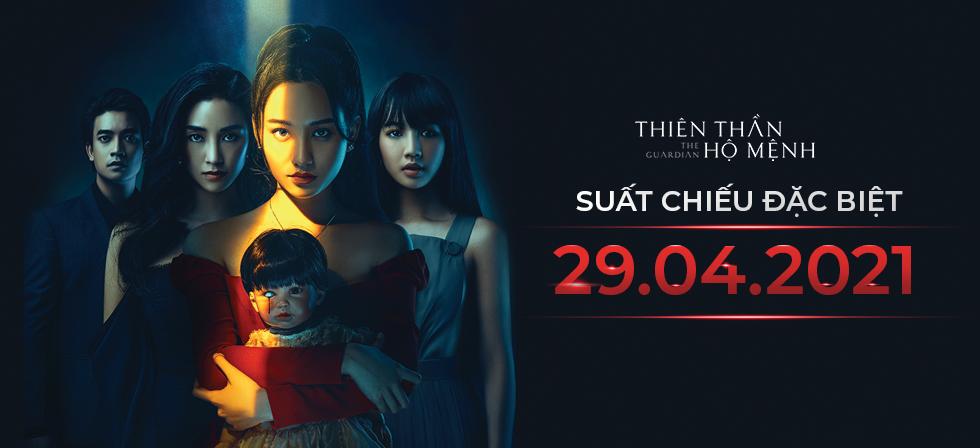 THIÊN THẦN
THE
GUARDIAN HỘ MỆNH
SUẤT CHIẾU ĐẶC BIỆT
29.04.2021